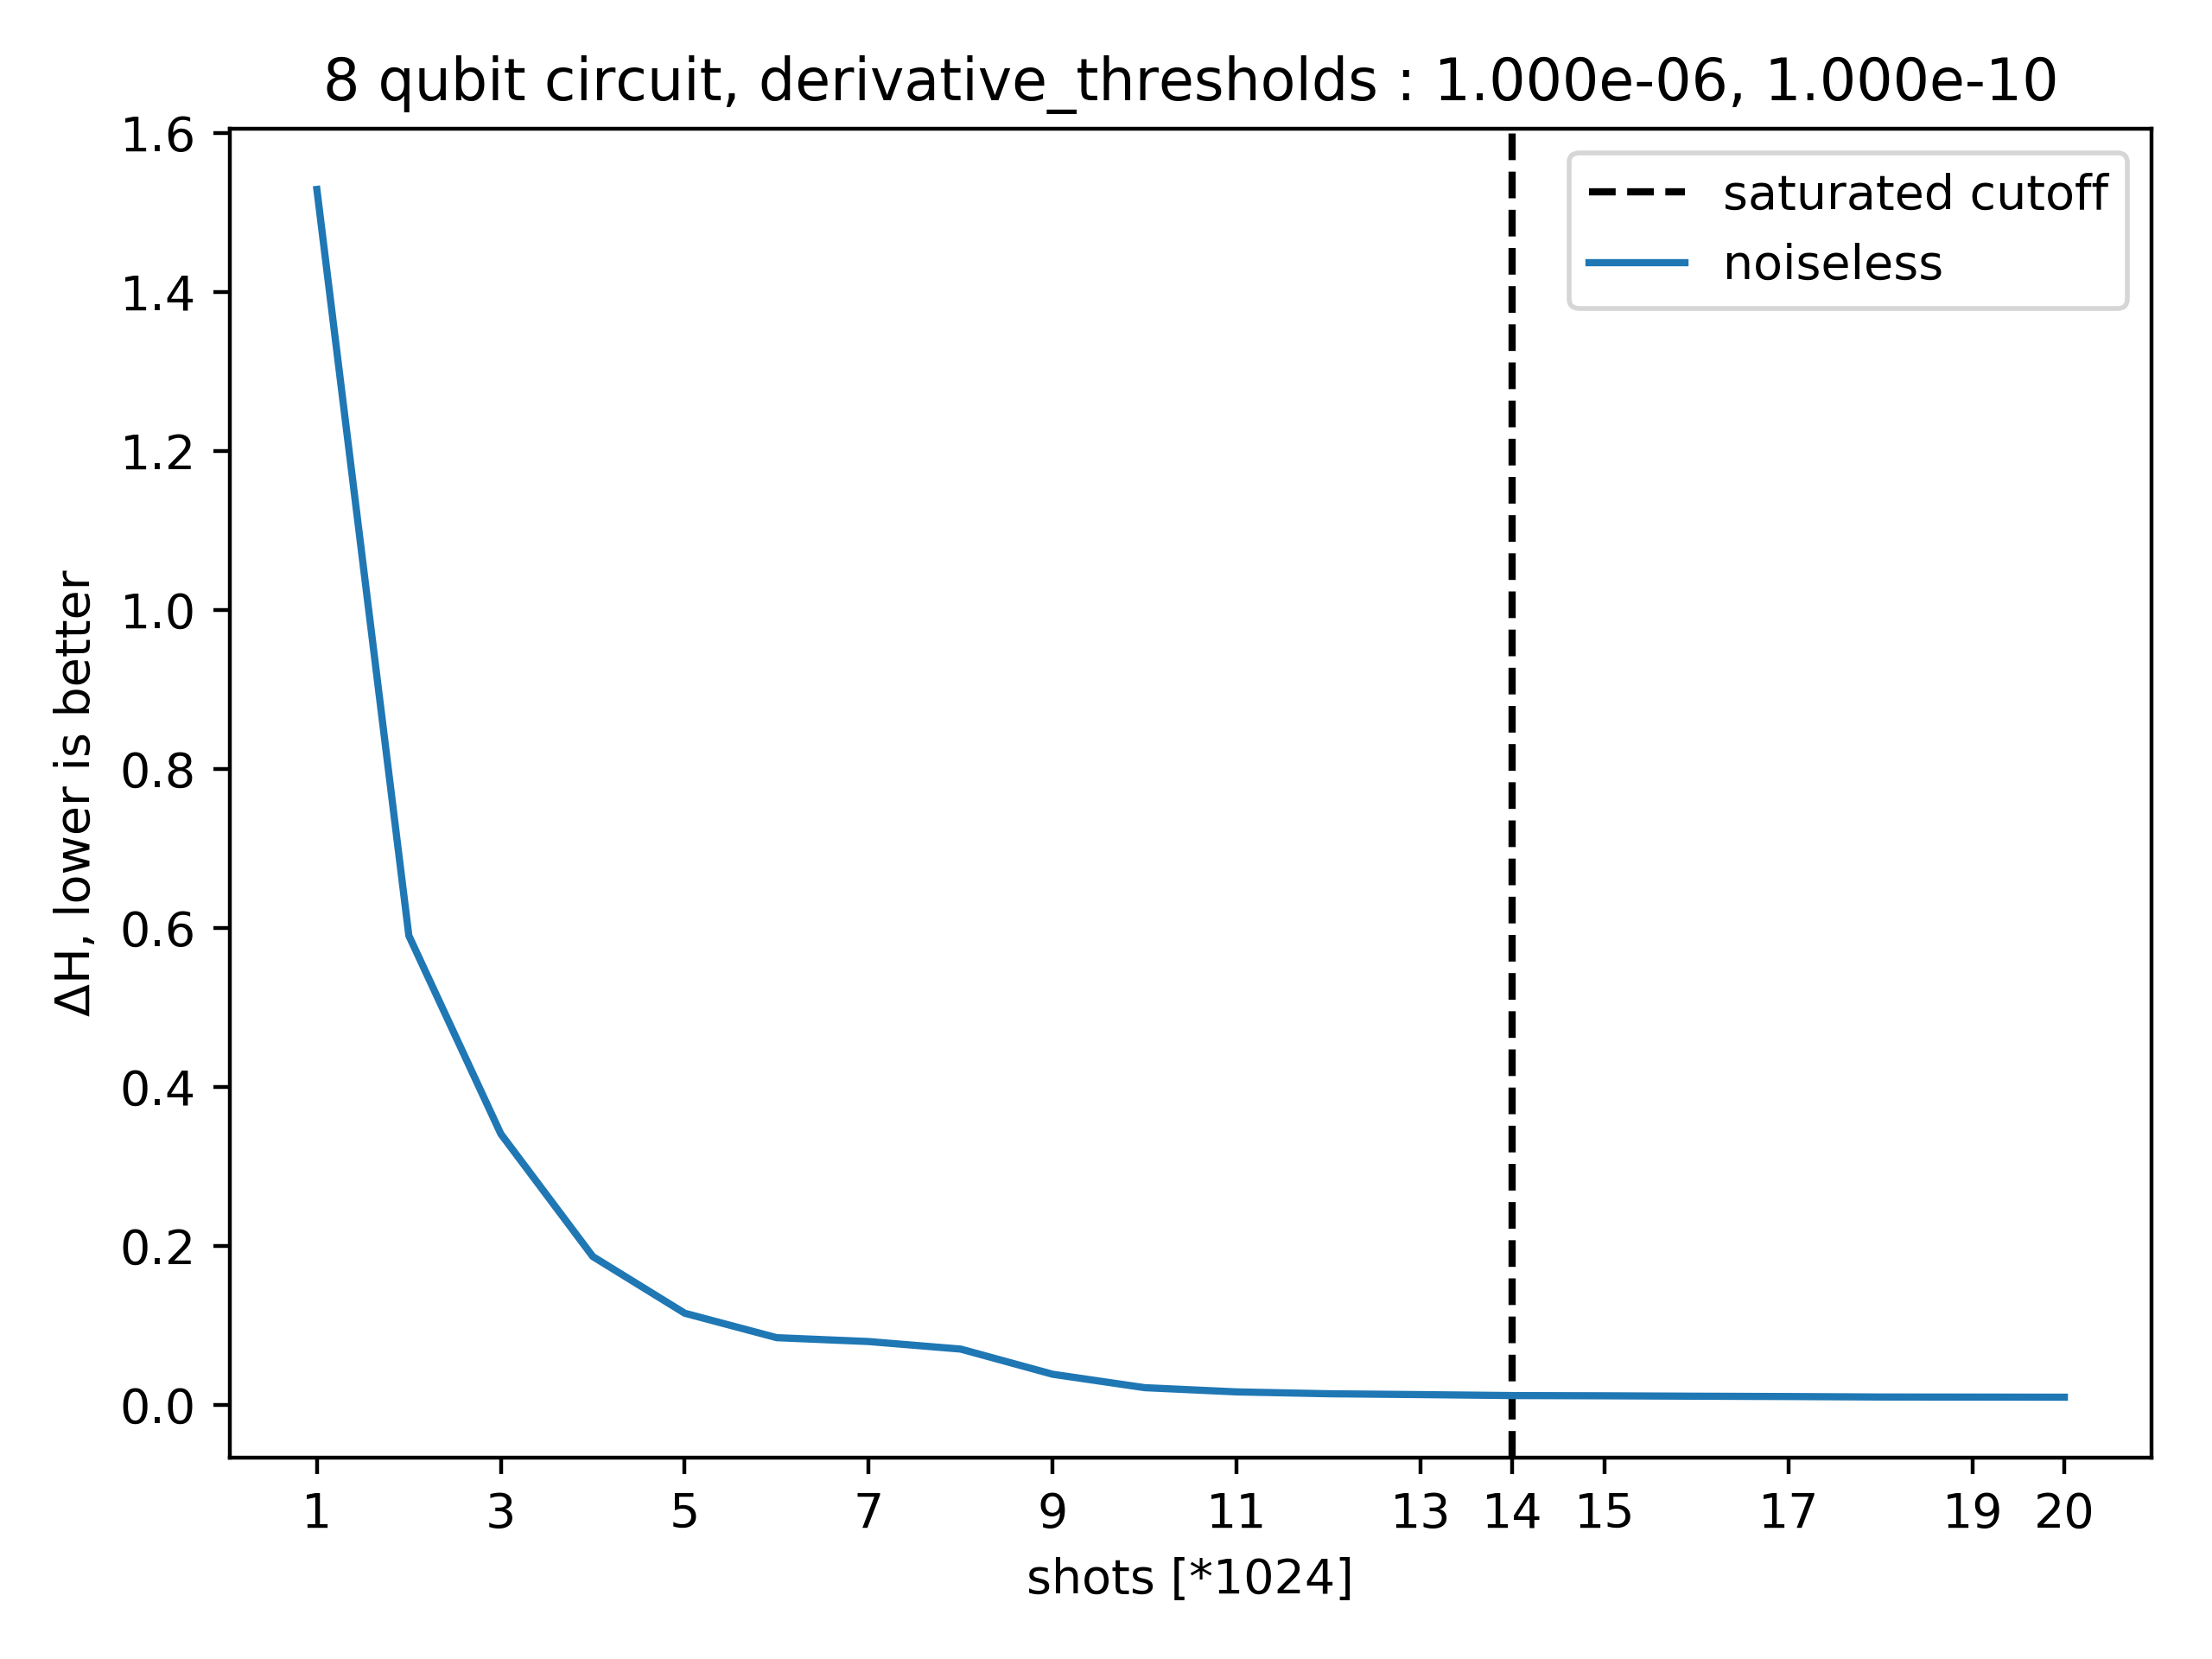 8 qubit circuit, derivative_thresholds : 1.000e-06, 1.000e-10
saturated cutoff
noiseless
ΔH, lower is better
1.6
1.4
1.2
1.0
0.8
0.6
0.4
0.2
0.0
1 3 5 7 9 11 13 14 15 17 19 20
shots [*1024]